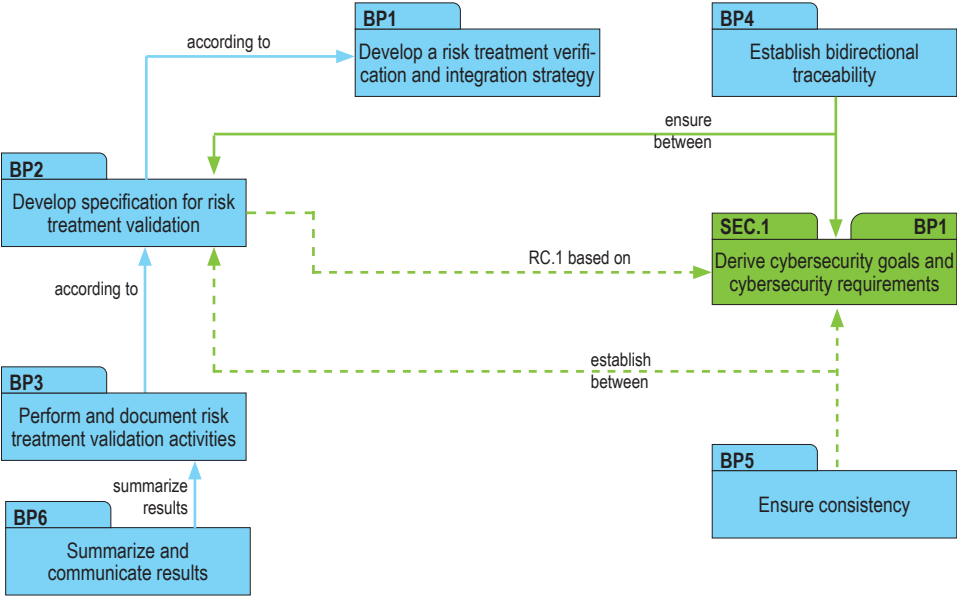 BP1
Develop a risk treatment verifi-
cation and integration strategy
BP4
Establish bidirectional
traceability
according to
ensure
between
BP2
Develop specification for risk
treatment validation
SEC.1
BP1
Derive cybersecurity goals and
cybersecurity requirements
RC.1 based on
according to
establish
between
BP3
Perform and document risk
treatment validation activities
BP5
Ensure consistency
summarize
results
BP6
Summarize and
communicate results